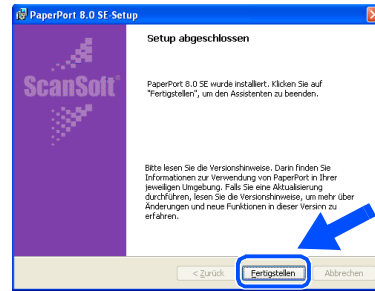 PaperPort 8.0 SE-Setup
Setup abgeschlossen
ScanSoft®
PaperPort 8.0 SE wurde installiert. Klicken Sie auf
"Fertigstellen", um den Assistenten zu beenden.
Bitte lesen Sie die Versionshinweise. Darin finden Sie
Informationen zur Verwendung von PaperPort in Ihrer
jeweiligen Umgebung. Falls Sie eine Aktualisierung
durchführen, lesen Sie die Versionshinweise, um mehr über
Änderungen und neue Funktionen in dieser Version zu
erfahren.
< Zurück Fertigstellen Abbrechen